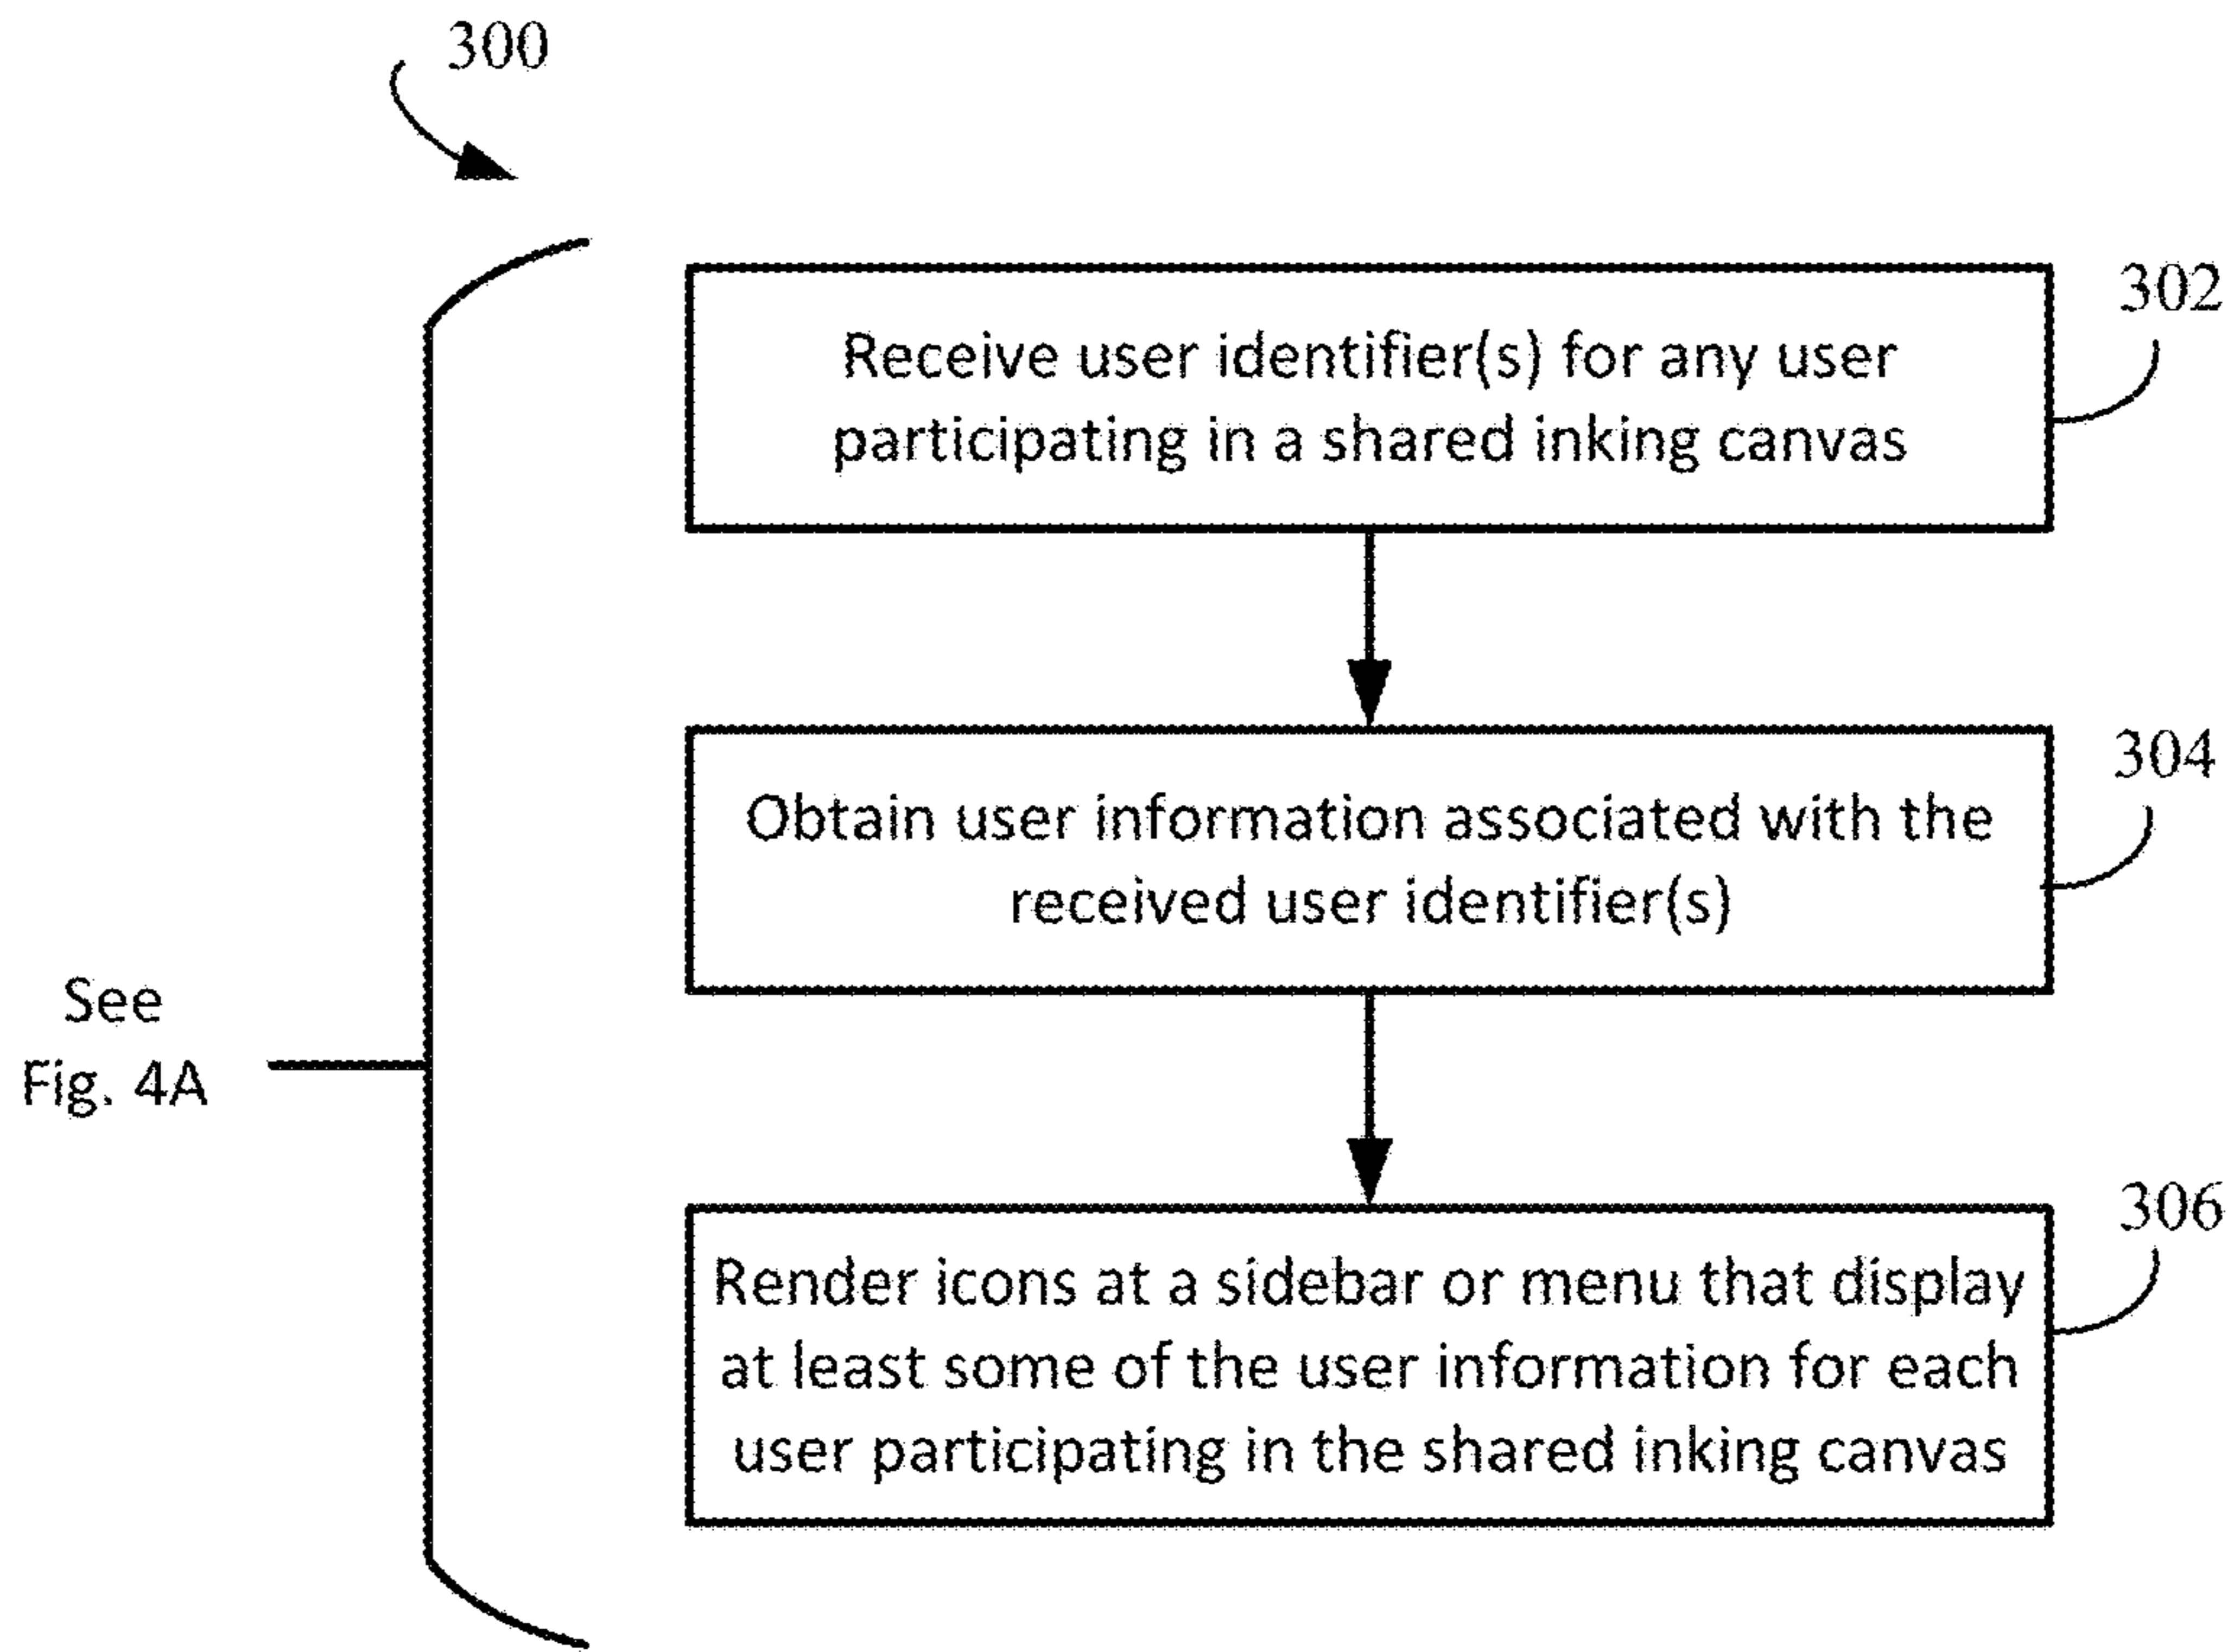 300
302
Receive user identifier(s) for any user
participating in a shared inking canvas
304
Obtain user information associated with the
received user identifier(s)
See
Fig. 4A
306
Render icons at a sidebar or menu that display
at least some of the user information for each
user participating in the shared inking canvas